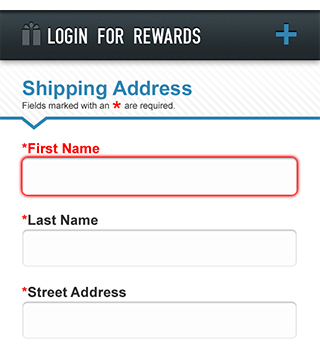 LOGIN FOR REWARDS
Shipping Address
Fields marked with an * are required.
*First Name
*Last Name
*Street Address